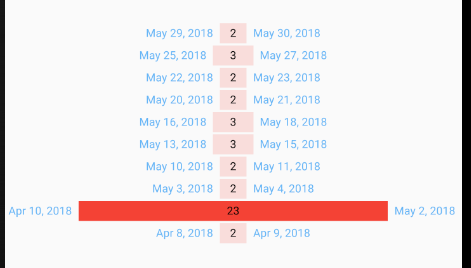 May 29, 2018 2 May 30, 2018
May 25, 2018 3 May 27, 2018
May 22, 2018 2 May 23, 2018
May 20, 2018 2 May 21, 2018
May 16, 2018 3 May 18, 2018
May 13, 2018 3 May 15, 2018
May 10, 2018 2 May 11, 2018
May 3, 2018 2 May 4, 2018
Apr 10, 2018 23 May 2, 2018
Apr 8, 2018 2 Apr 9, 2018